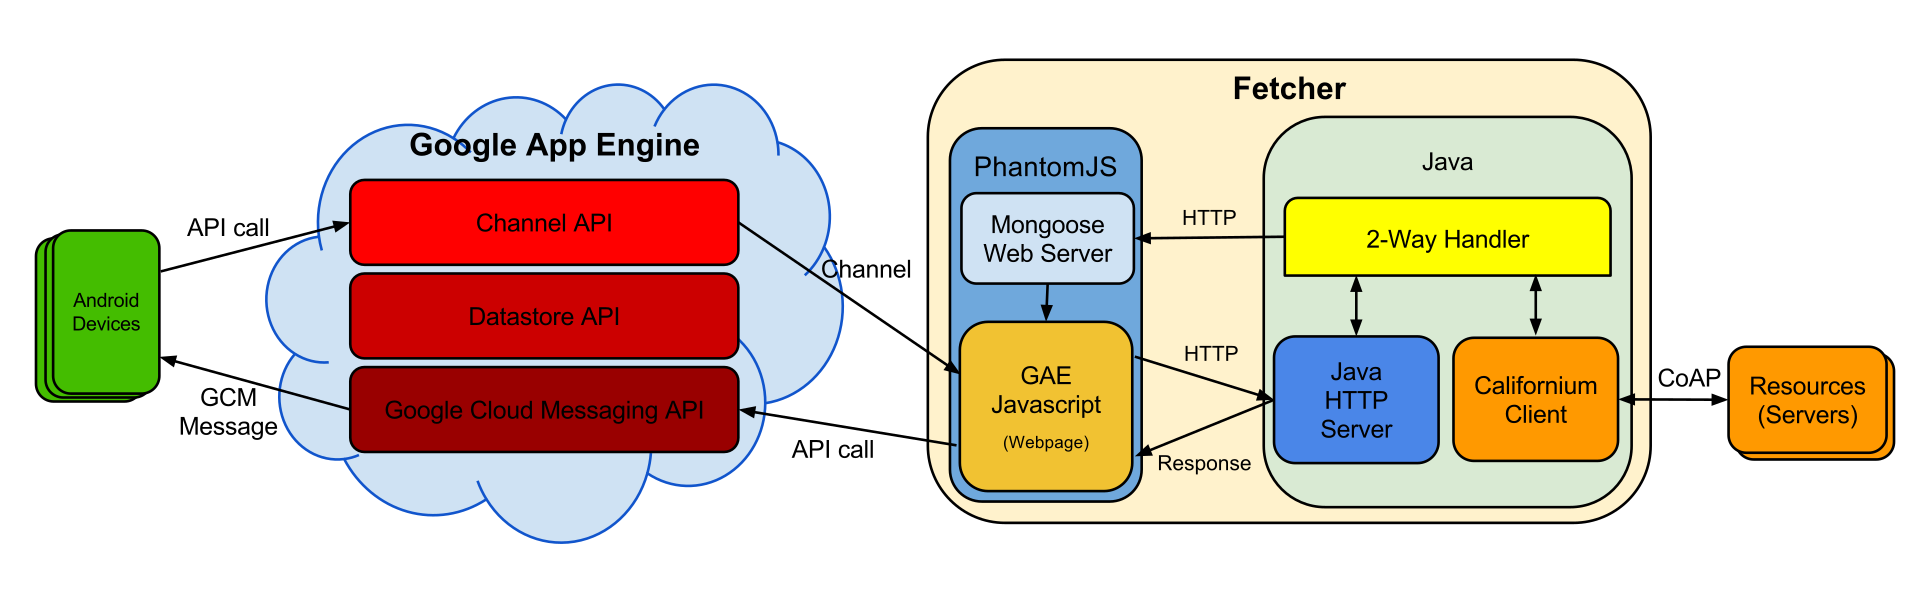 Fetcher
Google App Engine
PhantomJS
Java
Channel API
API call
Mongoose
Web Server
HTTP
2-Way Handler
Channel
Android
Devices
Datastore API
HTTP
GAE
Javascript
(Webpage)
Java
HTTP
Server
Californium
Client
CoAP
Resources
(Servers)
GCM
Message
Google Cloud Messaging API
API call
Response